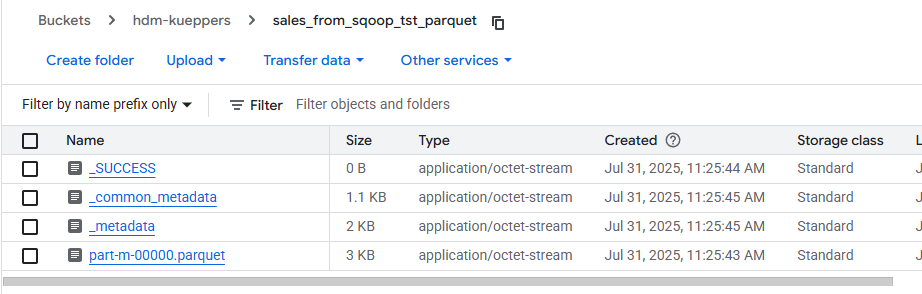 Buckets > hdm-kueppers > sales_from_sqoop_tst_parquet
Create folder Upload Transfer data Other services
Filter by name prefix only Filter Filter objects and folders
Name Size Type Created Storage class L
_SUCCESS 0 B application/octet-stream Jul 31, 2025, 11:25:44 AM Standard J
_common_metadata 1.1 KB application/octet-stream Jul 31, 2025, 11:25:45 AM Standard J
_metadata 2 KB application/octet-stream Jul 31, 2025, 11:25:45 AM Standard J
part-m-00000.parquet 3 KB application/octet-stream Jul 31, 2025, 11:25:43 AM Standard J